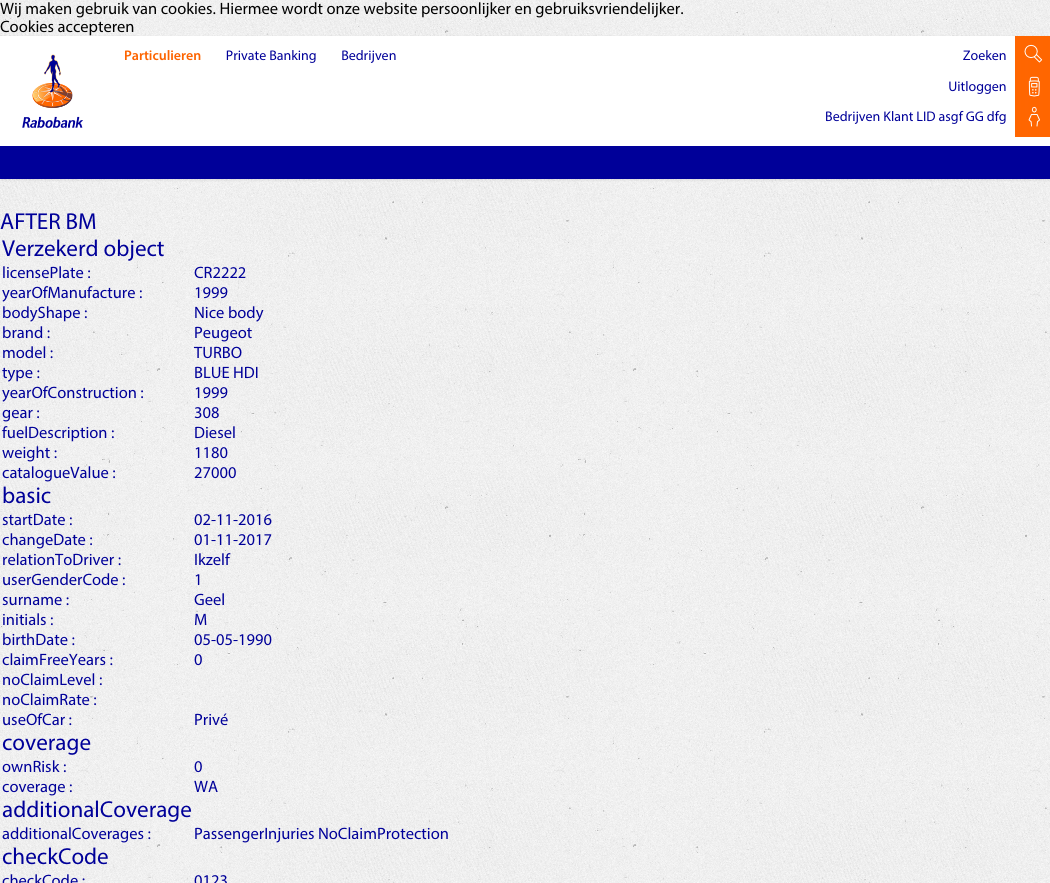 Wij maken gebruik van cookies. Hiermee wordt onze website persoonlijker en gebruiksvriendelijker.
Cookies accepteren
Particulieren Private Banking Bedrijven
Zoeken
Uitloggen
Bedrijven Klant LID asgf GG dfg
Rabobank
AFTER BM
Verzekerd object
licensePlate : CR2222
yearOfManufacture : 1999
bodyShape : Nice body
brand : Peugeot
model : TURBO
type : BLUE HDI
yearOfConstruction : 1999
gear : 308
fuelDescription : Diesel
weight : 1180
catalogueValue : 27000
basic
startDate : 02-11-2016
changeDate : 01-11-2017
relationToDriver : Ikzelf
userGenderCode : 1
surname : Geel
initials : M
birthDate : 05-05-1990
claimFreeYears : 0
noClaimLevel :
noClaimRate :
useOfCar : Privé
coverage
ownRisk : 0
coverage : WA
additionalCoverage
additionalCoverages : PassengerInjuries NoClaimProtection
checkCode
checkCode : 0123